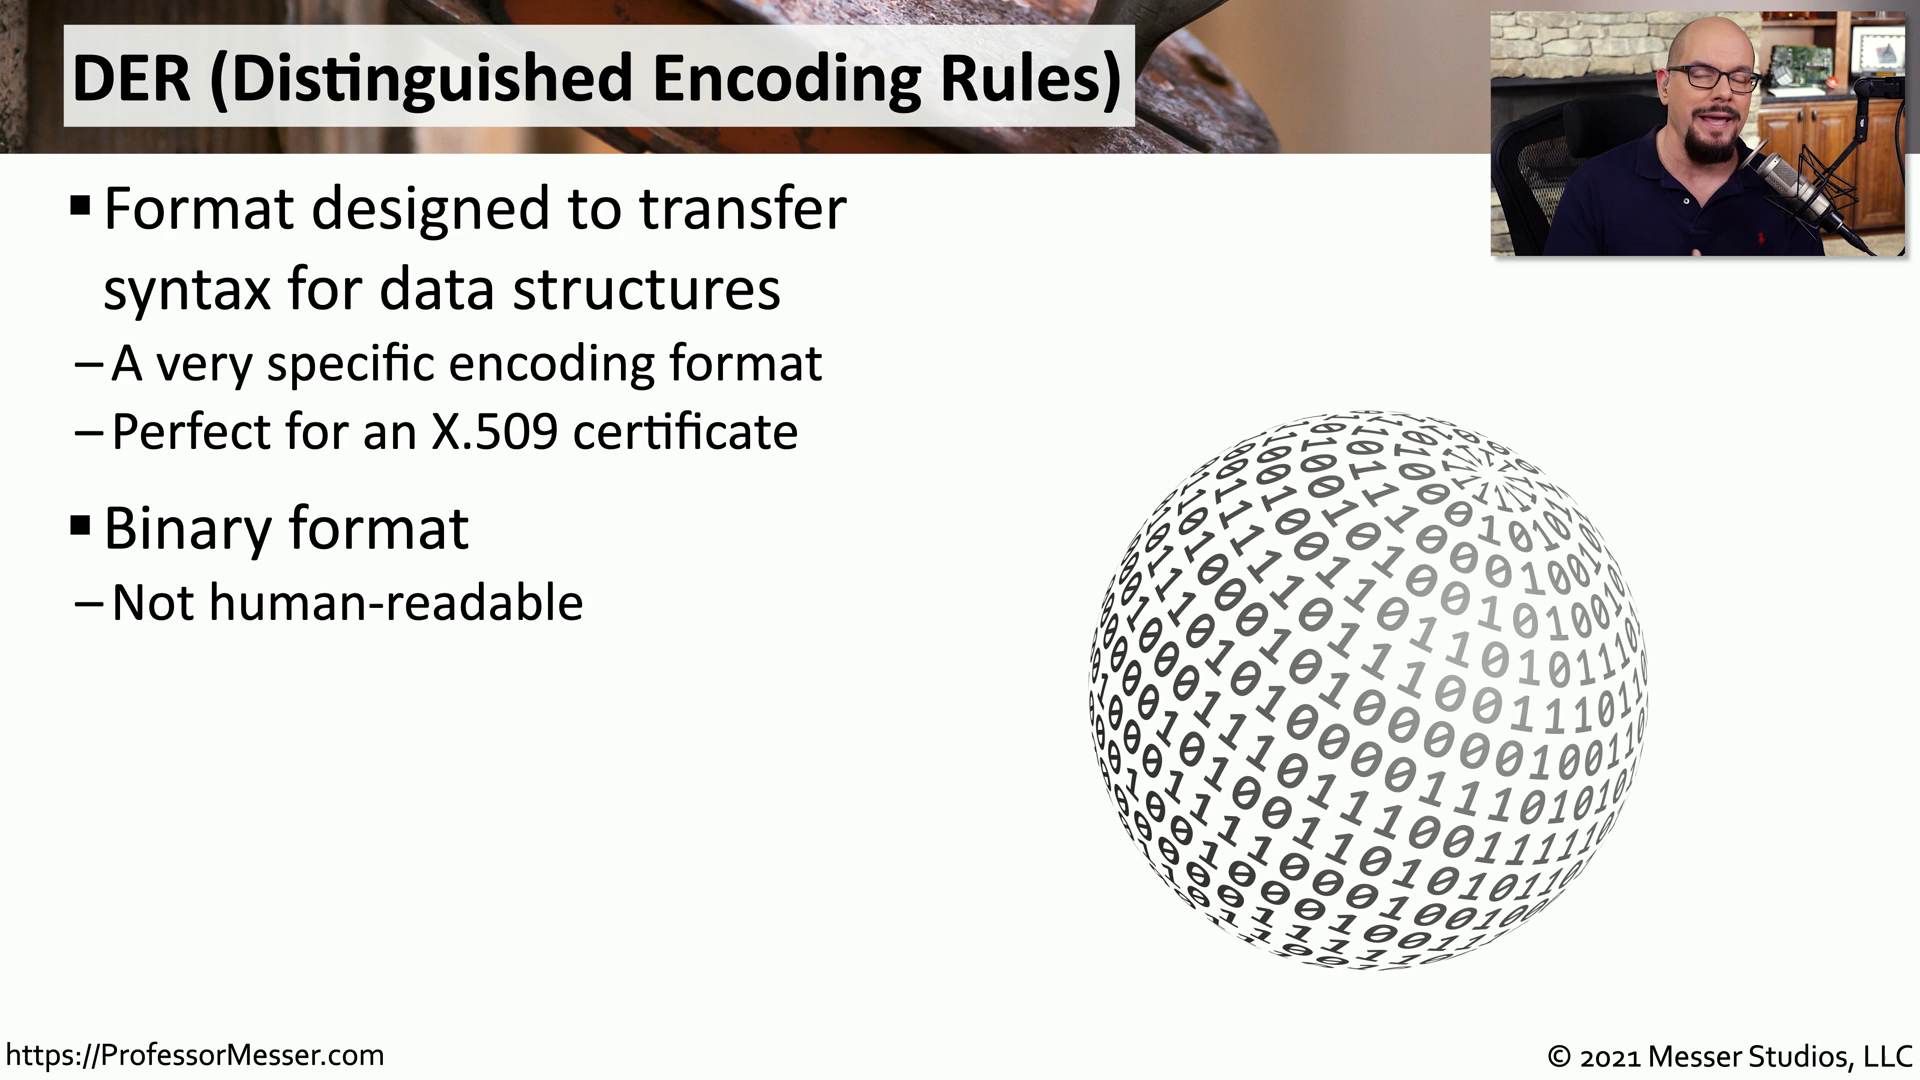 DER (Distinguished Encoding Rules)
▪ Format designed to transfer
syntax for data structures
– A very specific encoding format
– Perfect for an X.509 certificate
▪ Binary format
– Not human-readable
https://ProfessorMesser.com
© 2021 Messer Studios, LLC